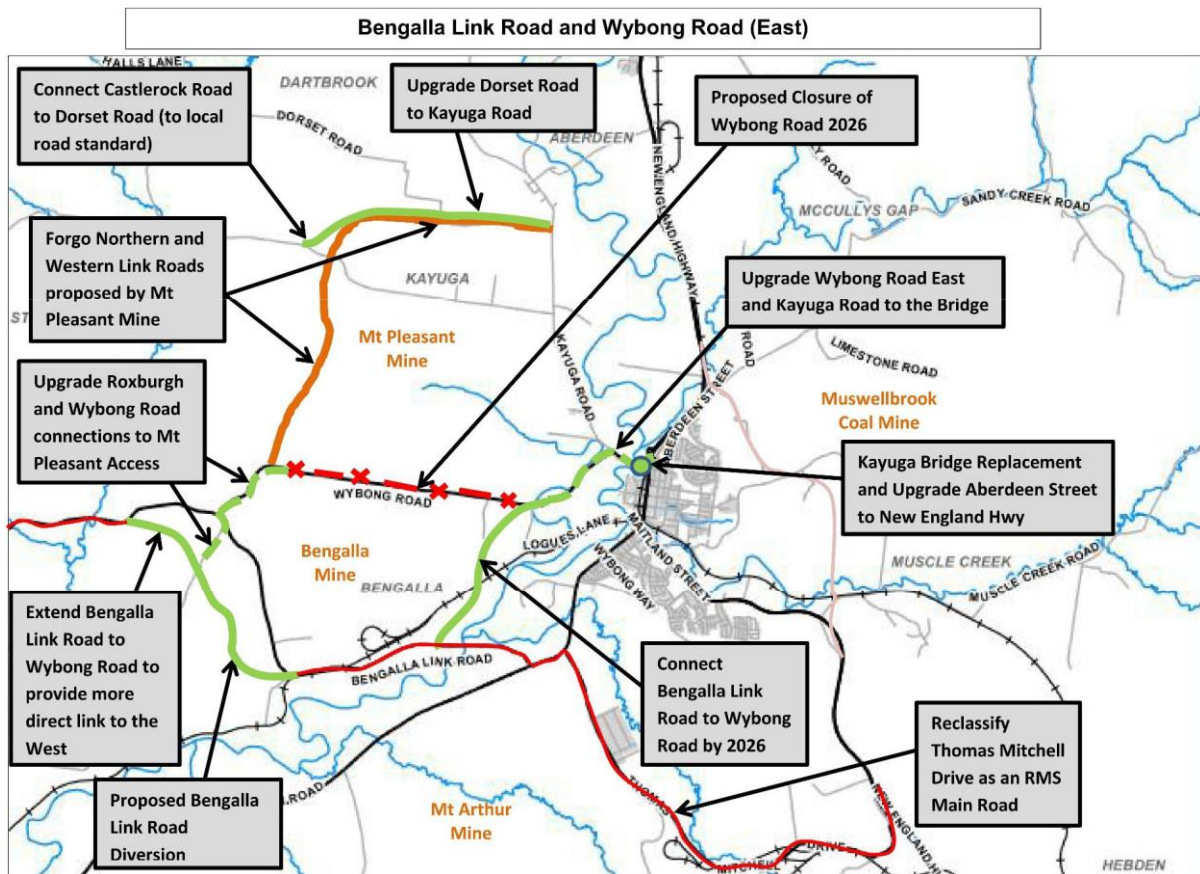 Bengalla Link Road and Wybong Road (East)
HALLS LANE
Connect Castlerock Road
to Dorset Road (to local
road standard)
DARTBROOK
DORSET ROAD
Upgrade Dorset Road
to Kayuga Road
ABERDEEN
Proposed Closure of
Wybong Road 2026
NEW ENGLAND HIGHWAY
MCCULLYS GAP
SANDY CREEK ROAD
Forgo Northern and
Western Link Roads
proposed by Mt
Pleasant Mine
KAYUGA
Upgrade Wybong Road East
and Kayuga Road to the Bridge
Mt Pleasant
Mine
KAYUGA ROAD
ROAD
LIMESTONE ROAD
ABERDEEN STREET
Upgrade Roxburgh
and Wybong Road
connections to Mt
Pleasant Access
Muswellbrook
Coal Mine
Kayuga Bridge Replacement
and Upgrade Aberdeen Street
to New England Hwy
WYBONG ROAD
Bengalla
Mine
BENGALLA
LOGUES LANE
MAITLAND STREET
WYBONG WAY
MUSCLE CREEK
MUSCLE CREEK ROAD
Extend Bengalla
Link Road to
Wybong Road to
provide more
direct link to the
West
BENGALLA LINK ROAD
Connect
Bengalla Link
Road to Wybong
Road by 2026
Reclassify
Thomas Mitchell
Drive as an RMS
Main Road
Proposed Bengalla
Link Road
Diversion
ROAD
Mt Arthur
Mine
THOMAS
MITCHELL
DRIVE
HEBDEN